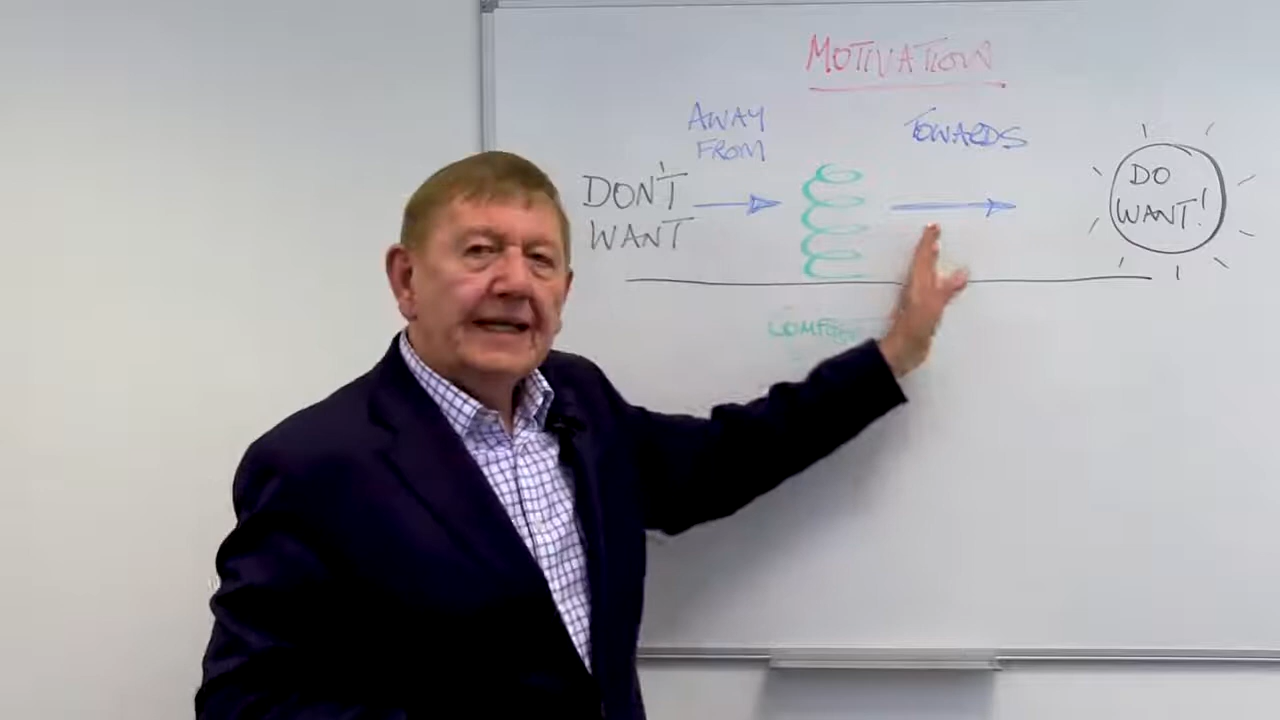 MOTIVATION
AWAY
FROM
TOWARDS
DON'T
WANT
DO
WANT!